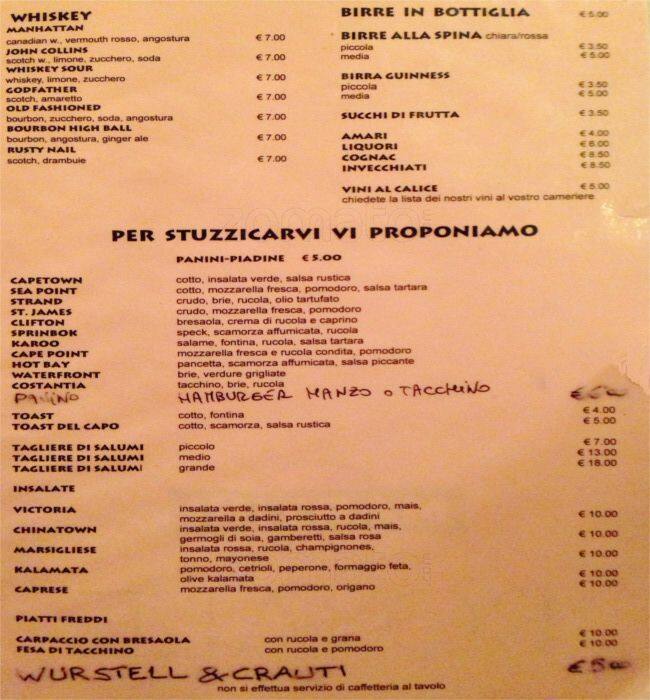 WHISKEY
MANHATTAN
canadian w., vermouth rosso, angostura € 7.00
JOHN COLLINS
scotch w., limone, zucchero, soda € 7.00
WHISKEY SOUR
whiskey, limone, zucchero € 7.00
GODFATHER
scotch, amaretto € 7.00
OLD FASHIONED
bourbon, zucchero, soda, angostura € 7.00
BOURBON HIGH BALL
bourbon, angostura, ginger ale € 7.00
RUSTY NAIL
scotch, drambuie € 7.00
BIRRE IN BOTTIGLIA € 5.00
BIRRE ALLA SPINA chiara/rossa
piccola € 3.50
media € 5.00
BIRRA GUINNESS
piccola € 3.50
media € 5.00
SUCCHI DI FRUTTA € 3.50
AMARI € 4.00
LIQUORI € 6.00
COGNAC € 8.50
INVECCHIATI € 8.50
VINI AL CALICE € 5.00
chiedete la lista dei nostri vini al vostro cameriere
PER STUZZICARVI VI PROPONIAMO
PANINI-PIADINE € 5.00
CAPETOWN cotto, insalata verde, salsa rustica
SEA POINT cotto, mozzarella fresca, pomodoro, salsa tartara
STRAND crudo, brie, rucola, olio tartufato
ST. JAMES crudo, mozzarella fresca, pomodoro
CLIFTON bresaola, crema di rucola e caprino
SPRINBOK speck, scamorza affumicata, rucola
KAROO salame, fontina, rucola, salsa tartara
CAPE POINT mozzarella fresca e rucola condita, pomodoro
HOT BAY pancetta, scamorza affumicata, salsa piccante
WATERFRONT brie, verdure grigliate
COSTANTIA tacchino, brie, rucola
PANINO HAMBURGER MANZO O TACCHINO
TOAST cotto, fontina € 4.00
TOAST DEL CAPO cotto, scamorza, salsa rustica € 5.00
TAGLIERE DI SALUMI piccolo € 7.00
TAGLIERE DI SALUMI medio € 13.00
TAGLIERE DI SALUMI grande € 18.00
INSALATE
VICTORIA insalata verde, insalata rossa, pomodoro, mais, € 10.00
mozzarella a dadini, prosciutto a dadini
CHINATOWN insalata verde, insalata rossa, rucola, mais, € 10.00
germogli di soia, gamberetti, salsa rosa
MARSIGLIESE insalata rossa, rucola, champignones, € 10.00
tonno, mayonese
KALAMATA pomodoro, cetrioli, peperone, formaggio feta, € 10.00
olive kalamata
CAPRESE mozzarella fresca, pomodoro, origano € 10.00
PIATTI FREDDI
CARPACCIO CON BRESAOLA con rucola e grana € 10.00
FESA DI TACCHINO con rucola e pomodoro € 10.00
WURSTELL & CRAUTI
non si effettua servizio di caffetteria al tavolo